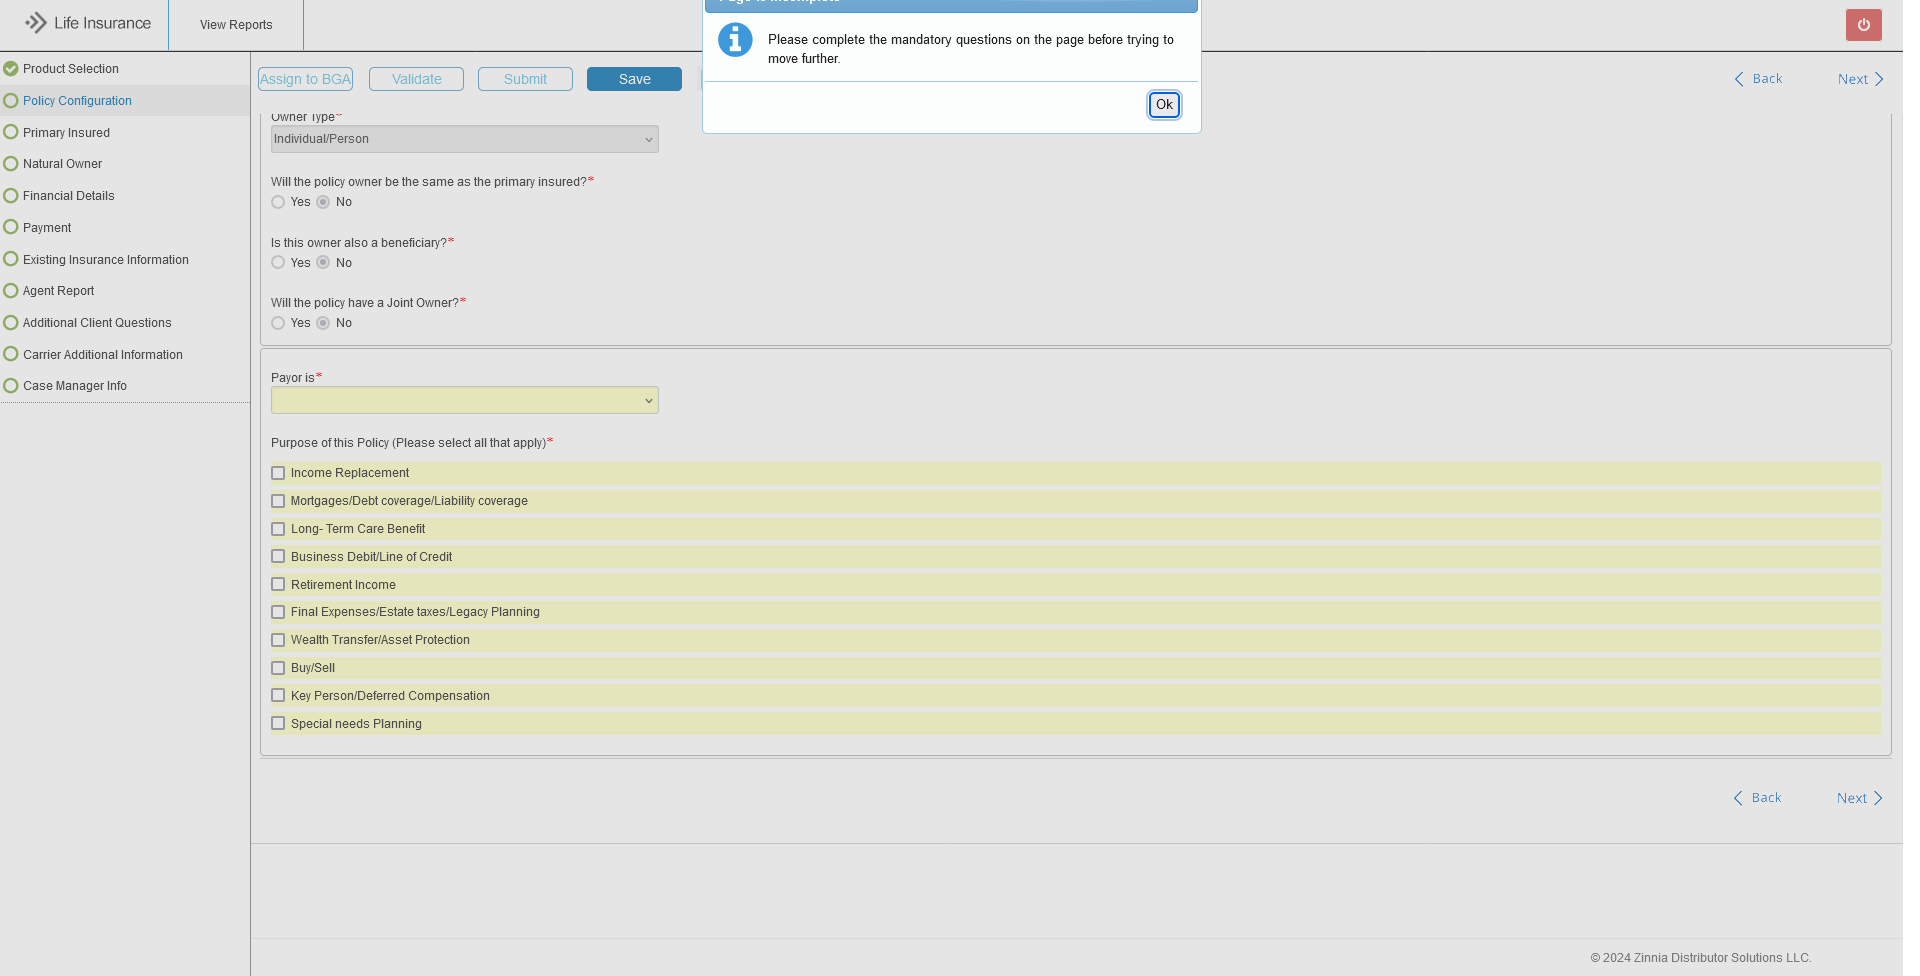 Life Insurance
View Reports
Please complete the mandatory questions on the page before trying to
move further.
Ok
Product Selection
Policy Configuration
Primary Insured
Natural Owner
Financial Details
Payment
Existing Insurance Information
Agent Report
Additional Client Questions
Carrier Additional Information
Case Manager Info
Assign to BGA
Validate
Submit
Save
Back
Next
Owner Type*
Individual/Person
Will the policy owner be the same as the primary insured?*
Yes No
Is this owner also a beneficiary?*
Yes No
Will the policy have a Joint Owner?*
Yes No
Payor is*
Purpose of this Policy (Please select all that apply)*
Income Replacement
Mortgages/Debt coverage/Liability coverage
Long- Term Care Benefit
Business Debit/Line of Credit
Retirement Income
Final Expenses/Estate taxes/Legacy Planning
Wealth Transfer/Asset Protection
Buy/Sell
Key Person/Deferred Compensation
Special needs Planning
Back
Next
© 2024 Zinnia Distributor Solutions LLC.